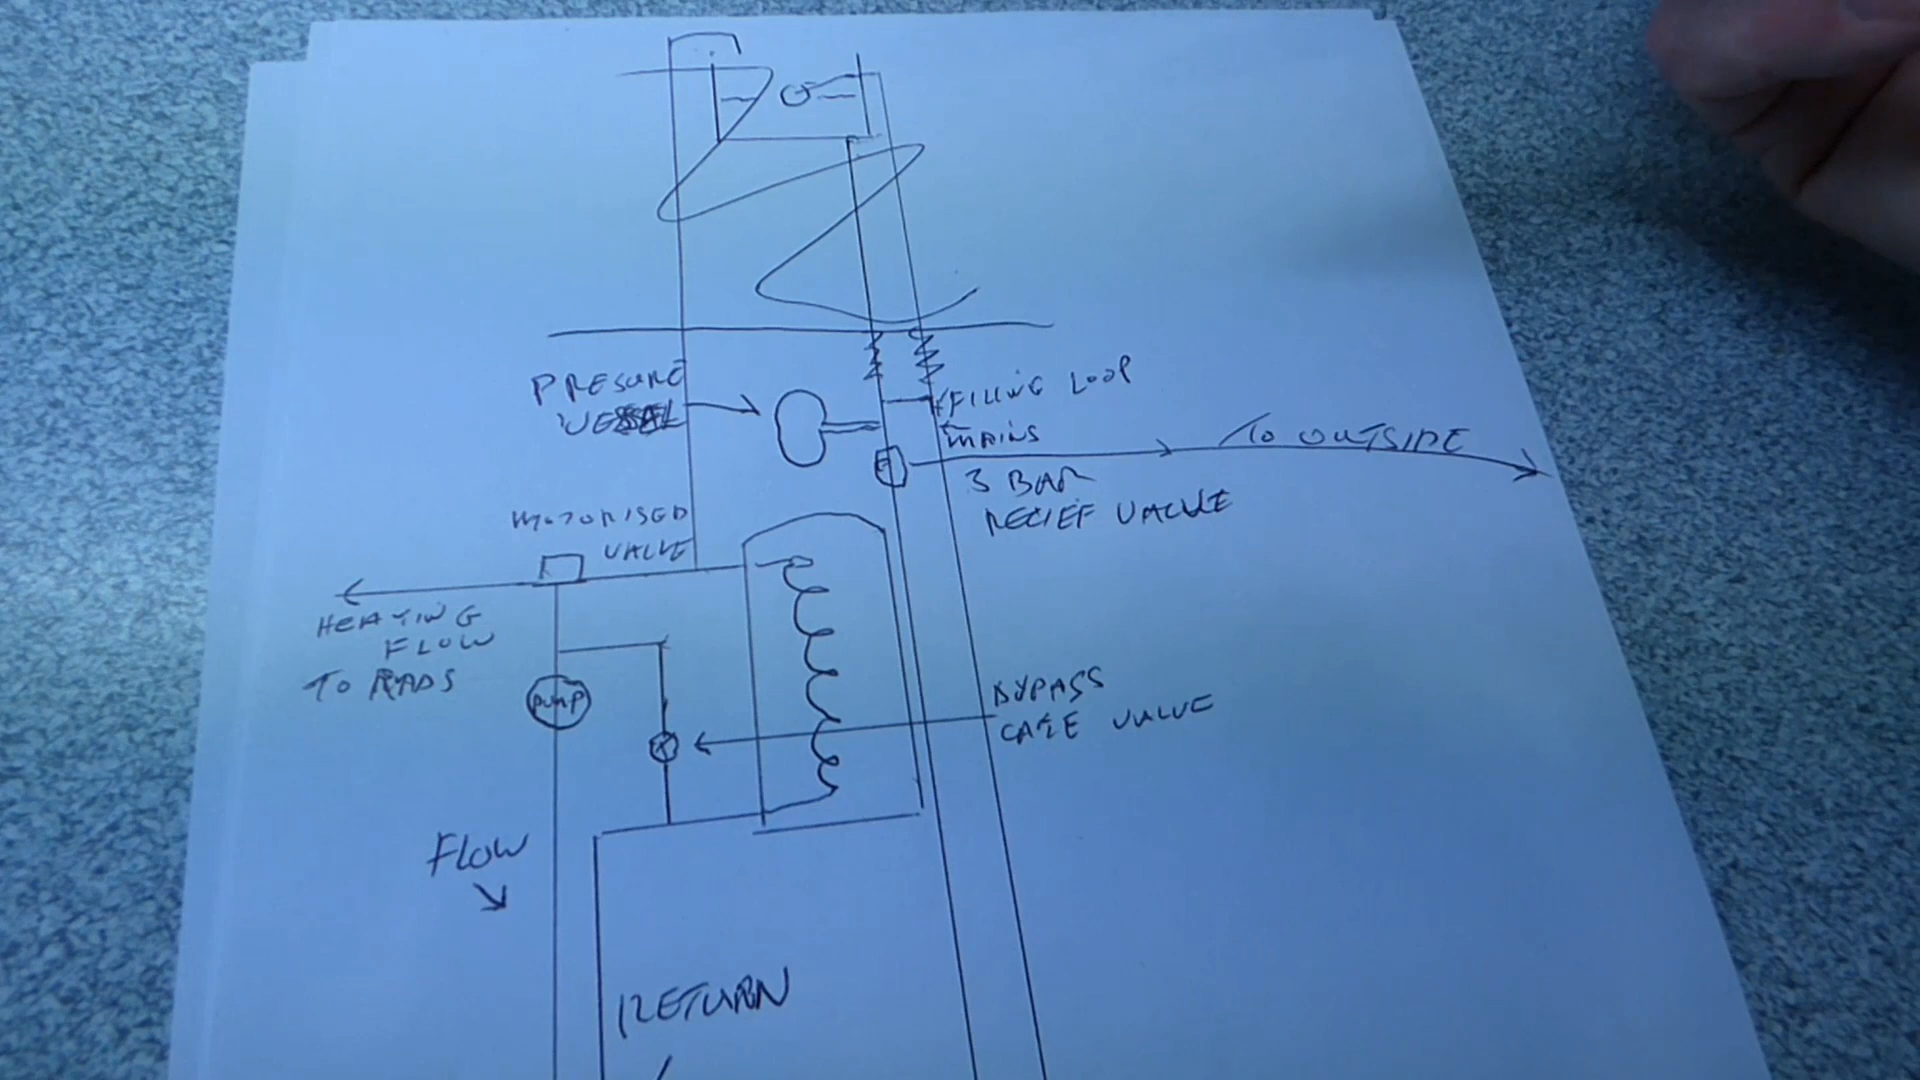 PRESURE
VESSEL
FILLING LOOP
MAINS
TO OUTSIDE
3 BAR
RELIEF VALVE
MOTORISED
VALVE
HEATING
FLOW
TO RADS
PUMP
BYPASS
GATE VALVE
FLOW
RETURN